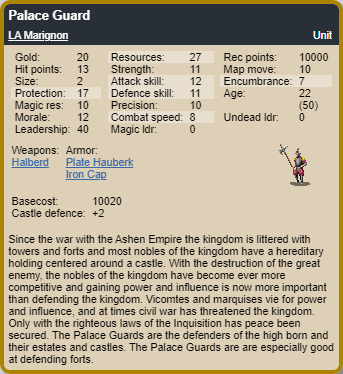 Palace Guard
LA Marignon Unit
Gold: 20 Resources: 27 Rec points: 10000
Hit points: 13 Strength: 11 Map move: 10
Size: 2 Attack skill: 12 Encumbrance: 7
Protection: 17 Defence skill: 11 Age: 22
Magic res: 10 Precision: 10 (50)
Morale: 12 Combat speed: 8 Undead ldr: 0
Leadership: 40 Magic ldr: 0
Weapons: Armor:
Halberd Plate Hauberk
Iron Cap
Basecost: 10020
Castle defence: +2
Since the war with the Ashen Empire the kingdom is littered with
towers and forts and most nobles of the kingdom have a hereditary
holding centered around a castle. With the destruction of the great
enemy, the nobles of the kingdom have become ever more
competitive and gaining power and influence is now more important
than defending the kingdom. Vicomtes and marquises vie for power
and influence, and at times civil war has threatened the kingdom.
Only with the righteous laws of the Inquisition has peace been
secured. The Palace Guards are the defenders of the high born and
their estates and castles. The Palace Guards are are especially good
at defending forts.